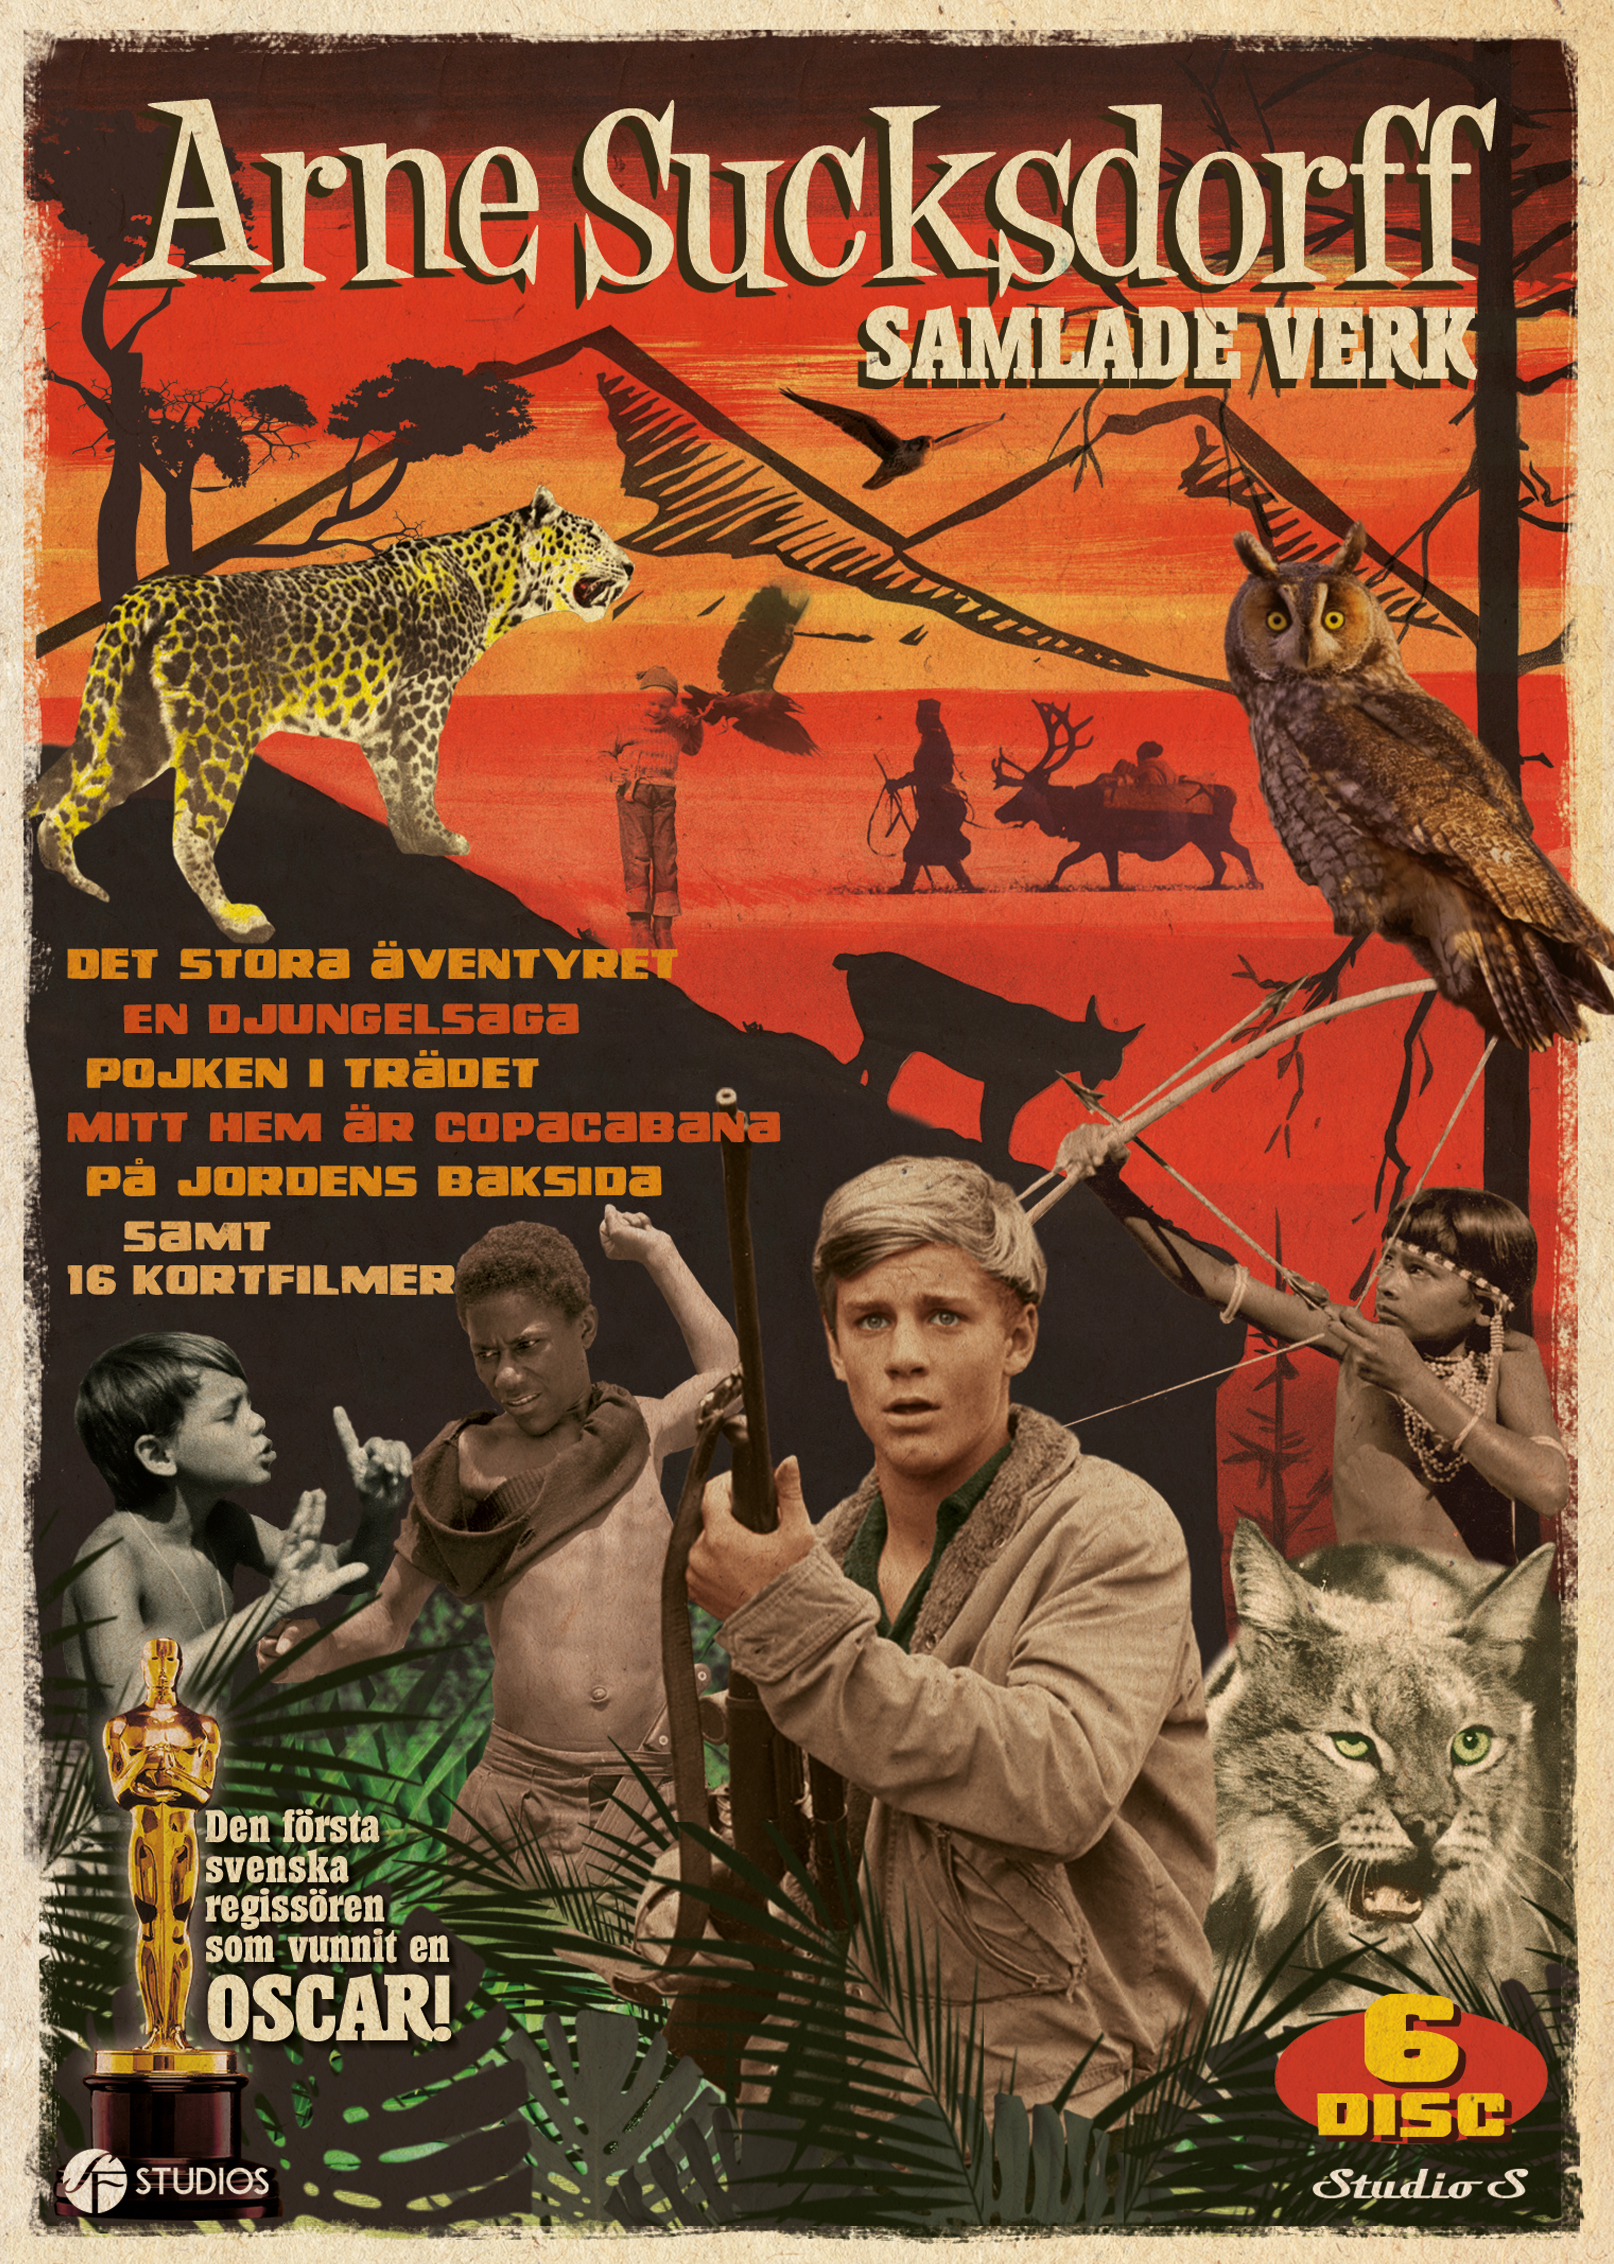 Arne Sucksdorff
SAMLADE VERK
DET STORA ÄVENTYRET
EN DJUNGELSAGA
POJKEN I TRÄDET
MITT HEM ÄR COPACABANA
PÅ JORDENS BAKSIDA
SAMT
16 KORTFILMER
Den första
svenska
regissören
som vunnit en
OSCAR!
6
DISC
SF STUDIOS
Studio S